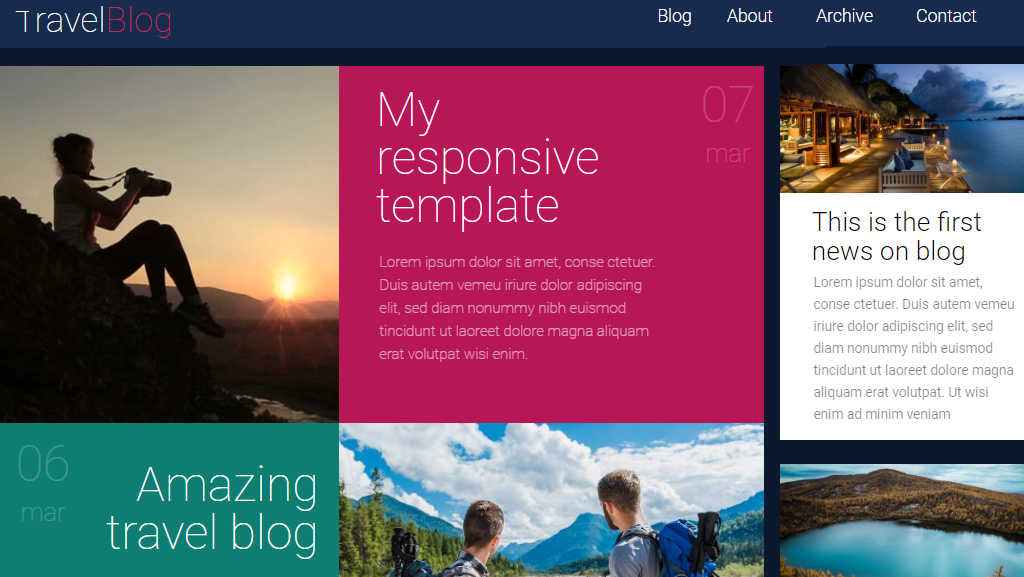 TravelBlog
Blog About Archive Contact
My
responsive
template
07
mar
Lorem ipsum dolor sit amet, conse ctetuer.
Duis autem vemeu iriure dolor adipiscing
elit, sed diam nonummy nibh euismod
tincidunt ut laoreet dolore magna aliquam
erat volutpat wisi enim.
This is the first
news on blog
Lorem ipsum dolor sit amet,
conse ctetuer. Duis autem vemeu
iriure dolor adipiscing elit, sed
diam nonummy nibh euismod
tincidunt ut laoreet dolore magna
aliquam erat volutpat. Ut wisi
enim ad minim veniam
06
mar
Amazing
travel blog